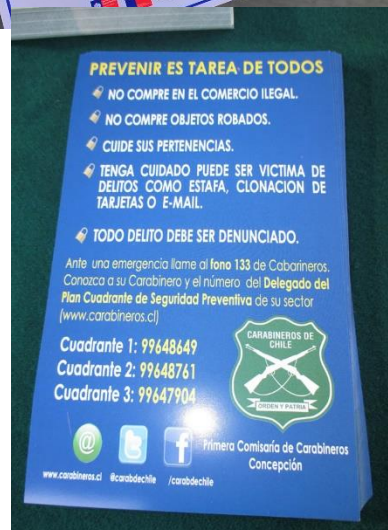 PREVENIR ES TAREA DE TODOS
NO COMPRE EN EL COMERCIO ILEGAL.
NO COMPRE OBJETOS ROBADOS.
CUIDE SUS PERTENENCIAS.
TENGA CUIDADO PUEDE SER VICTIMA DE
DELITOS COMO ESTAFA, CLONACION DE
TARJETAS O E-MAIL.
TODO DELITO DEBE SER DENUNCIADO.
Ante una emergencia llame al fono 133 de Cabarineros.
Conozca a su Carabinero y el número del Delegado del
Plan Cuadrante de Seguridad Preventiva de su sector
(www.carabineros.cl)
Cuadrante 1: 99648649
Cuadrante 2: 99648761
Cuadrante 3: 99647904
CARABINEROS DE
CHILE
ORDEN Y PATRIA
Primera Comisaría de Carabineros
Concepción
www.carabineros.cl @carabdechile /carabdechile